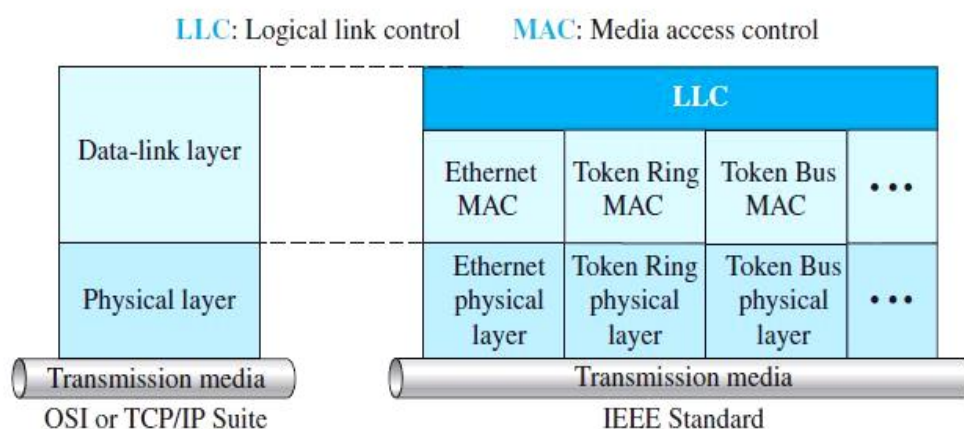 LLC: Logical link control MAC: Media access control
LLC
Data-link layer
Ethernet
MAC
Token Ring
MAC
Token Bus
MAC
•••
Physical layer
Ethernet
physical
layer
Token Ring
physical
layer
Token Bus
physical
layer
•••
Transmission media
Transmission media
OSI or TCP/IP Suite
IEEE Standard